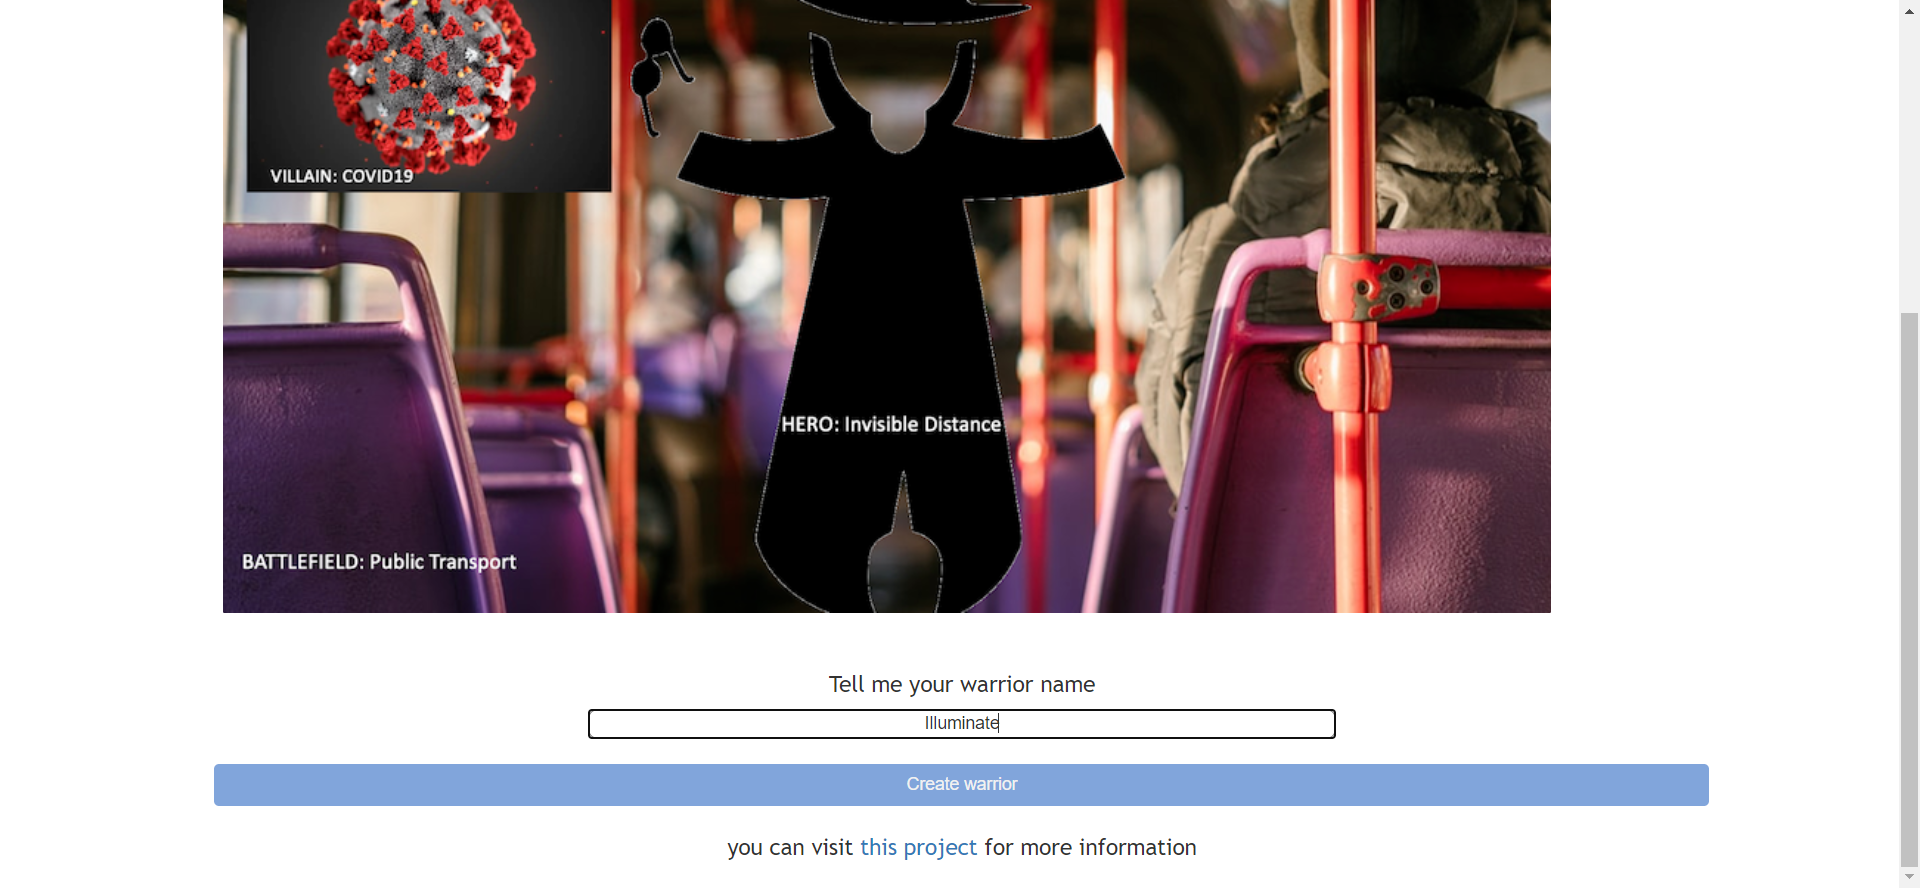 VILLAIN: COVID19
HERO: Invisible Distance
BATTLEFIELD: Public Transport
Tell me your warrior name
Illuminate
Create warrior
you can visit this project for more information